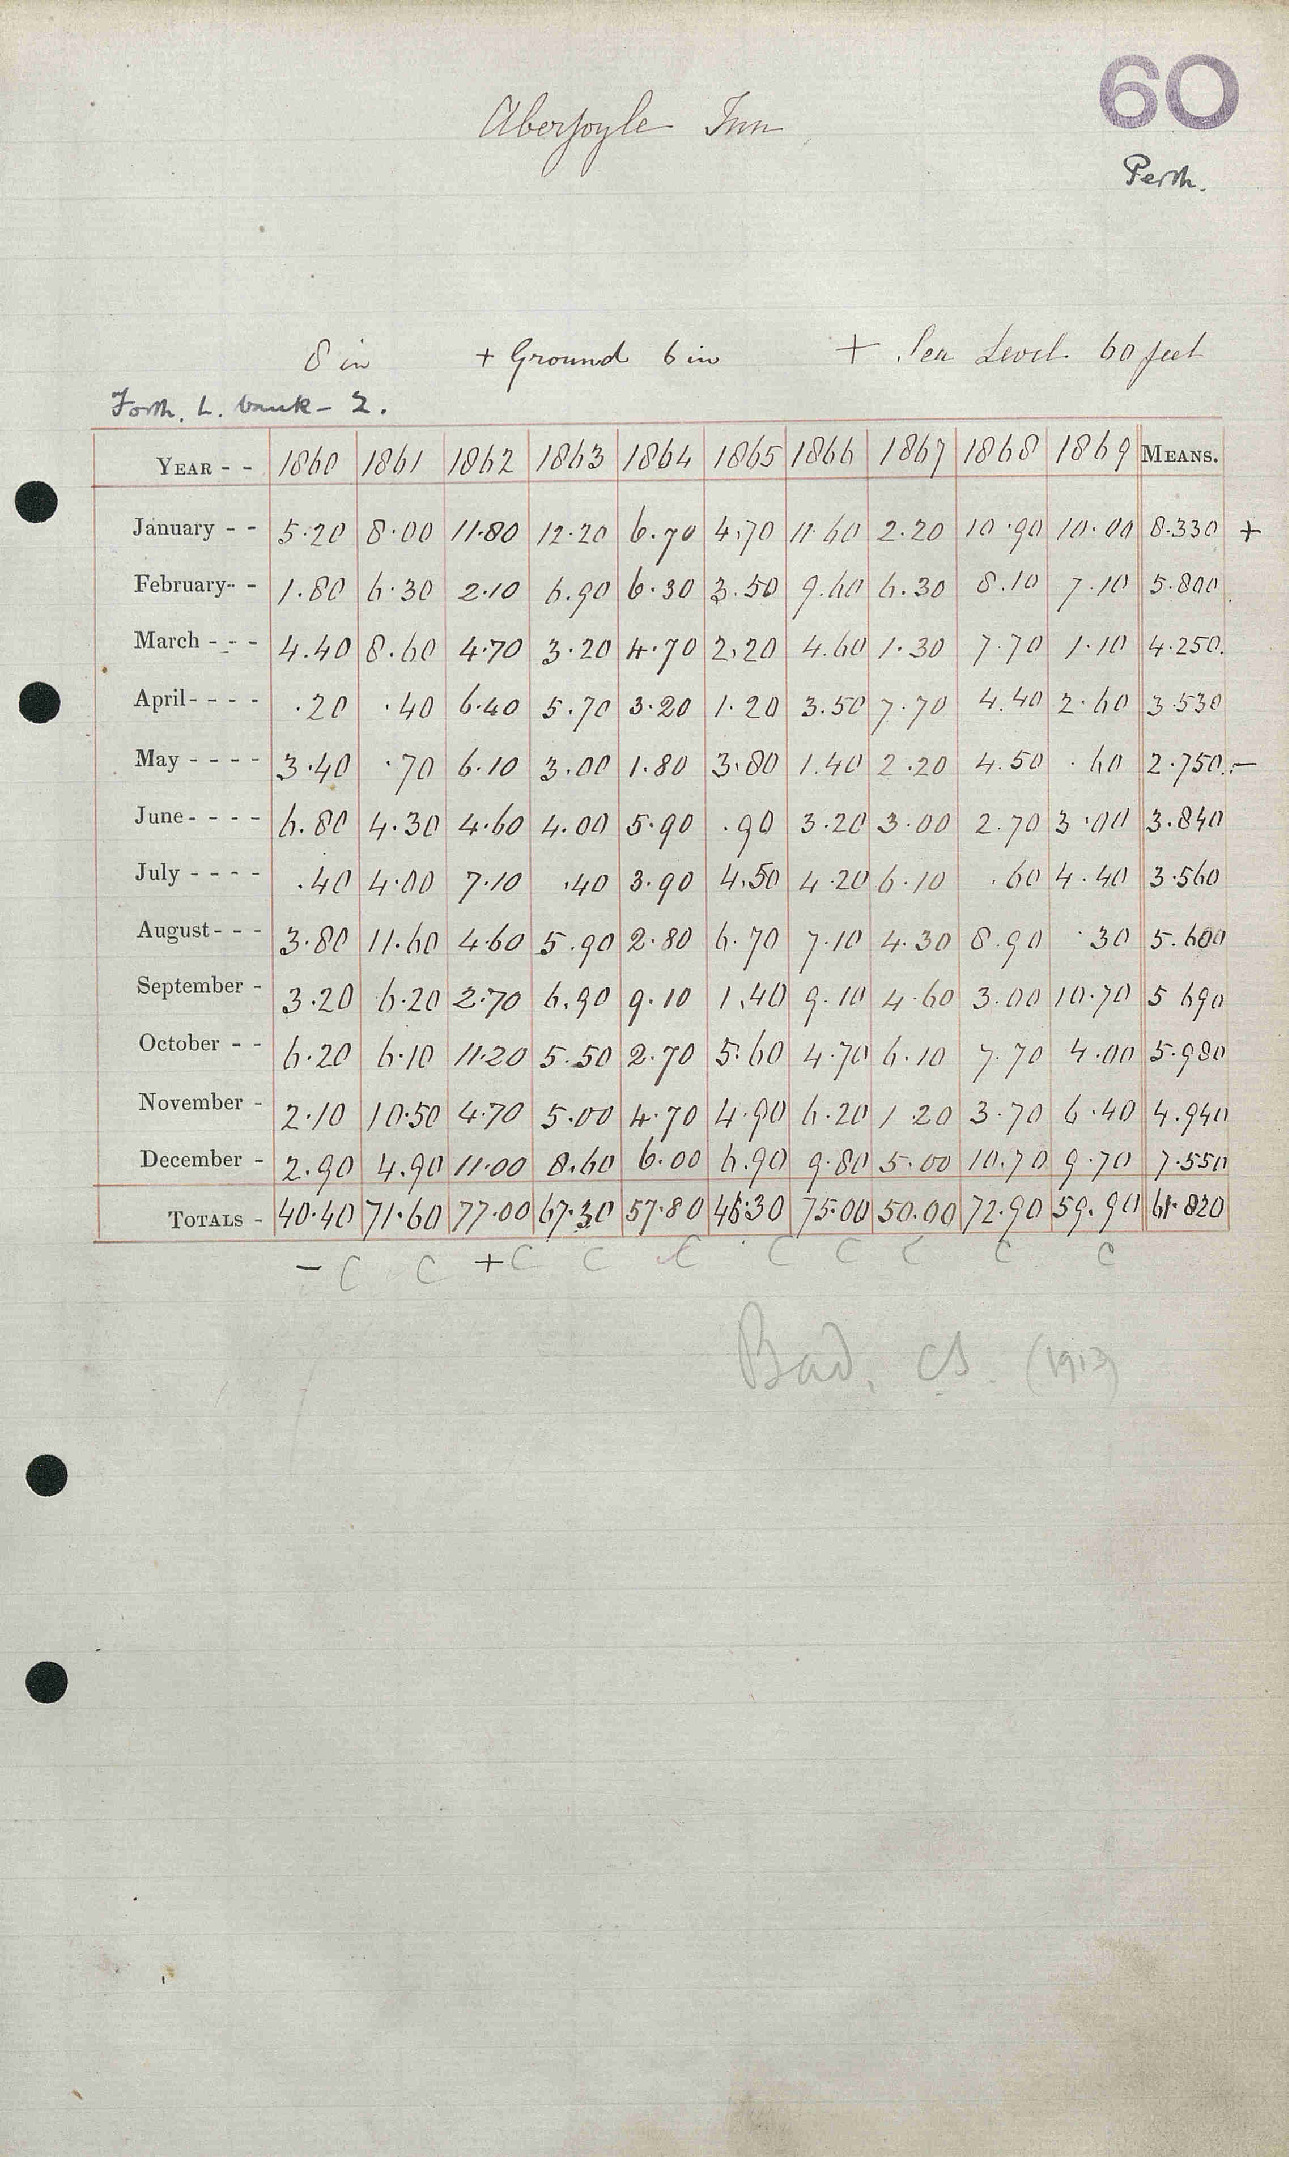 60
Aberfoyle Inn
Perth.
8 in + Ground 6 in + Sea Level 60 feet
Forth. L. bank - 2.
YEAR - - 1860 1861 1862 1863 1864 1865 1866 1867 1868 1869 MEANS.
January - - 5.20 8.00 11.80 12.20 6.70 4.70 11.60 2.20 10.90 10.00 8.330 +
February - - 1.80 6.30 2.10 6.90 6.30 3.50 9.60 6.30 8.10 7.10 5.800
March - - - 4.40 8.60 4.70 3.20 4.70 2.20 4.60 1.30 7.70 1.10 4.250.
April - - - - .20 .40 6.40 5.70 3.20 1.20 3.50 7.70 4.40 2.60 3.530
May - - - - 3.40 .70 6.10 3.00 1.80 3.80 1.40 2.20 4.50 .60 2.750. -
June - - - - 6.80 4.30 4.60 4.00 5.90 .90 3.20 3.00 2.70 3.00 3.840
July - - - - .40 4.00 7.10 .40 3.90 4.50 4.20 6.10 .60 4.40 3.560
August - - - 3.80 11.60 4.60 5.90 2.80 6.70 7.10 4.30 8.90 .30 5.600
September - 3.20 6.20 2.70 6.90 9.10 1.40 9.10 4.60 3.00 10.70 5 690
October - - 6.20 6.10 11.20 5.50 2.70 5.60 4.70 6.10 7.70 4.00 5.980
November - 2.10 10.50 4.70 5.00 4.70 4.90 6.20 1 20 3.70 6.40 4.940
December - 2.90 4.90 11.00 8.60 6.00 6.90 9.80 5.00 10.70 9.70 7.550
TOTALS - 40.40 71.60 77.00 67.30 57.80 46.30 75.00 50.00 72.90 59.90 61.820
- C C + C C C C C C C C
Bad. CS. (1913)